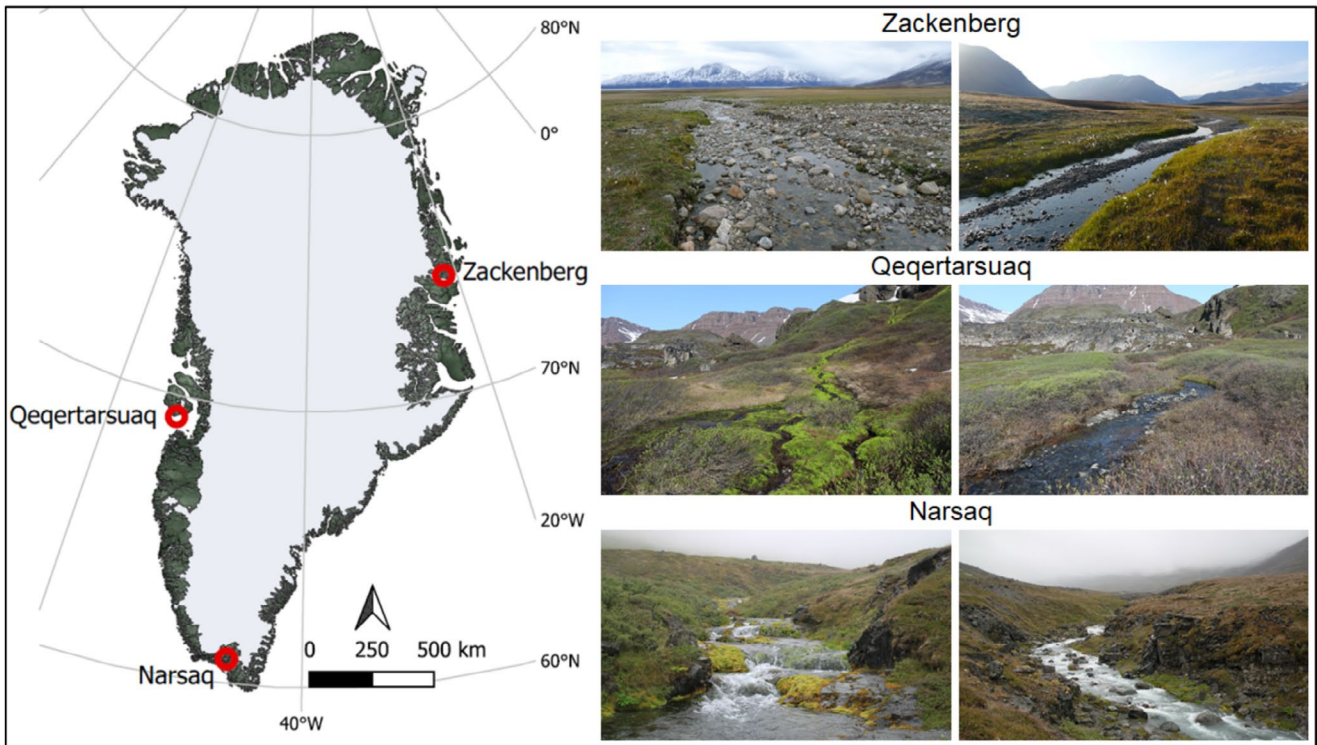 80°N
0°
Zackenberg
70°N
Qeqertarsuaq
20°W
0 250 500 km
60°N
Narsaq
40°W
Zackenberg
Qeqertarsuaq
Narsaq